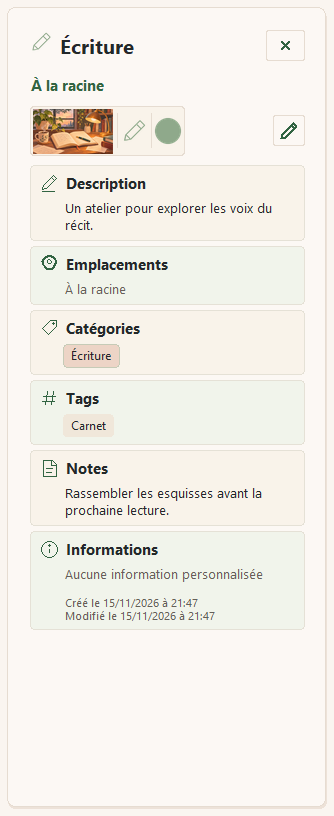 Écriture
À la racine
Description
Un atelier pour explorer les voix du
récit.
Emplacements
À la racine
Catégories
Écriture
Tags
Carnet
Notes
Rassembler les esquisses avant la
prochaine lecture.
Informations
Aucune information personnalisée
Créé le 15/11/2026 à 21:47
Modifié le 15/11/2026 à 21:47